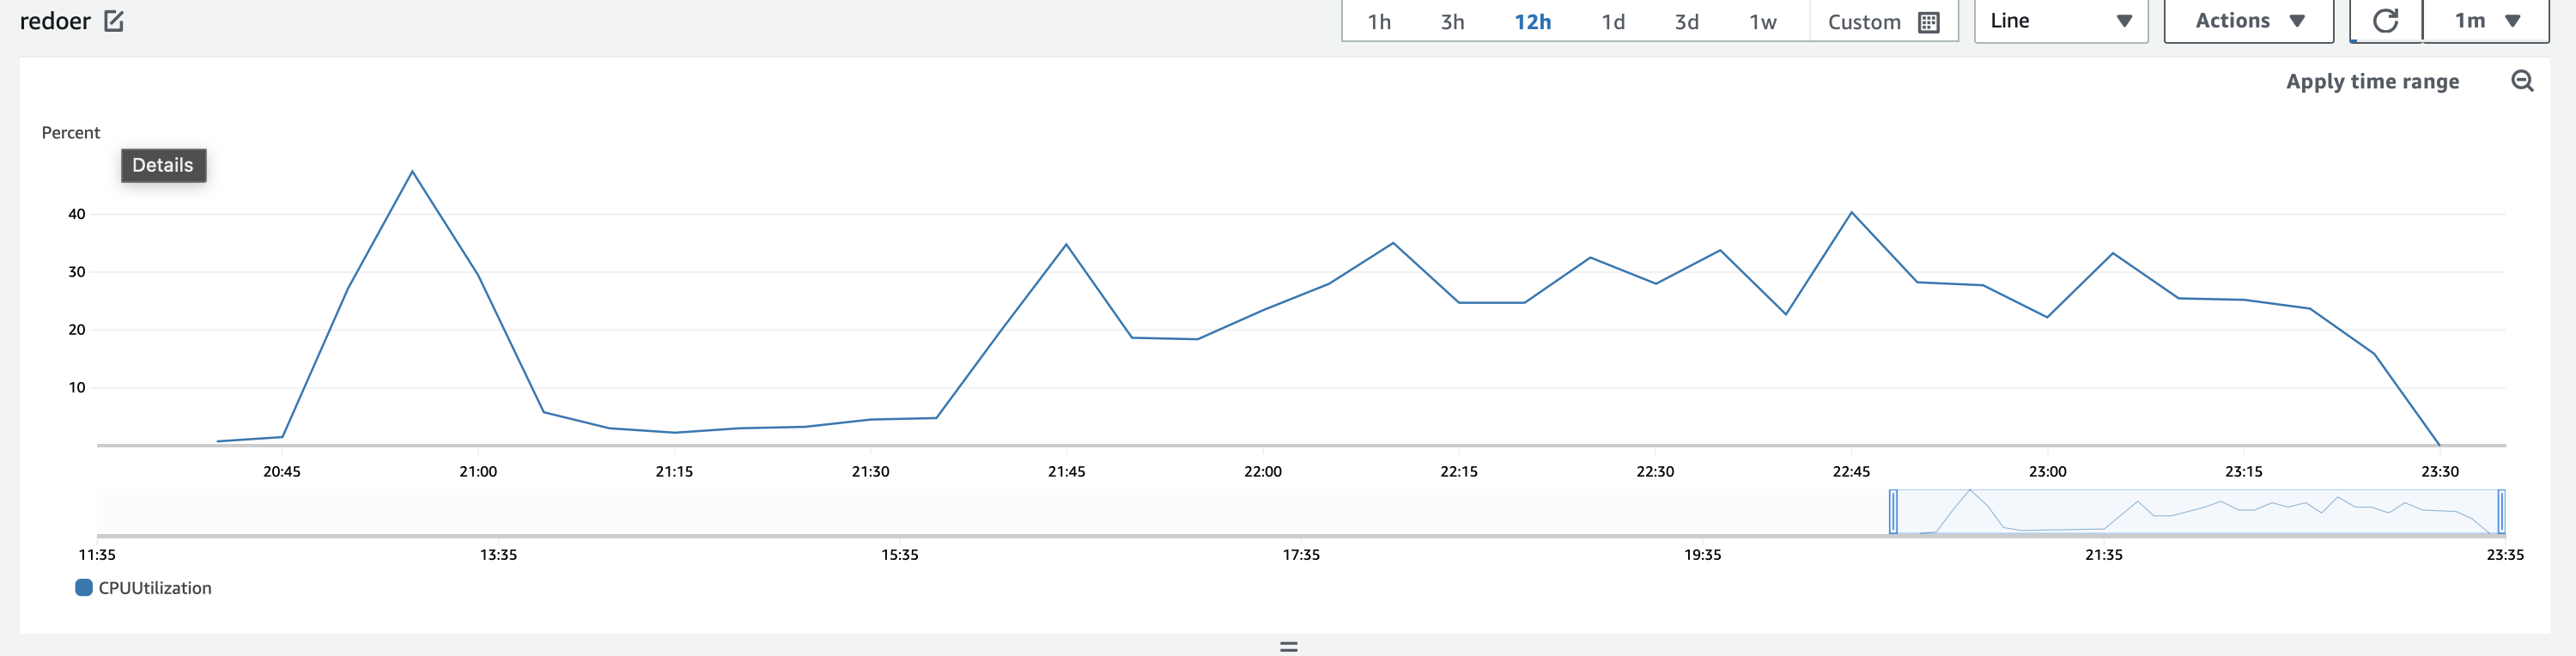 redoer
1h 3h 12h 1d 3d 1w Custom Line Actions 1m
Apply time range
Percent
Details
40
30
20
10
20:45 21:00 21:15 21:30 21:45 22:00 22:15 22:30 22:45 23:00 23:15 23:30
11:35 13:35 15:35 17:35 19:35 21:35 23:35
CPUUtilization